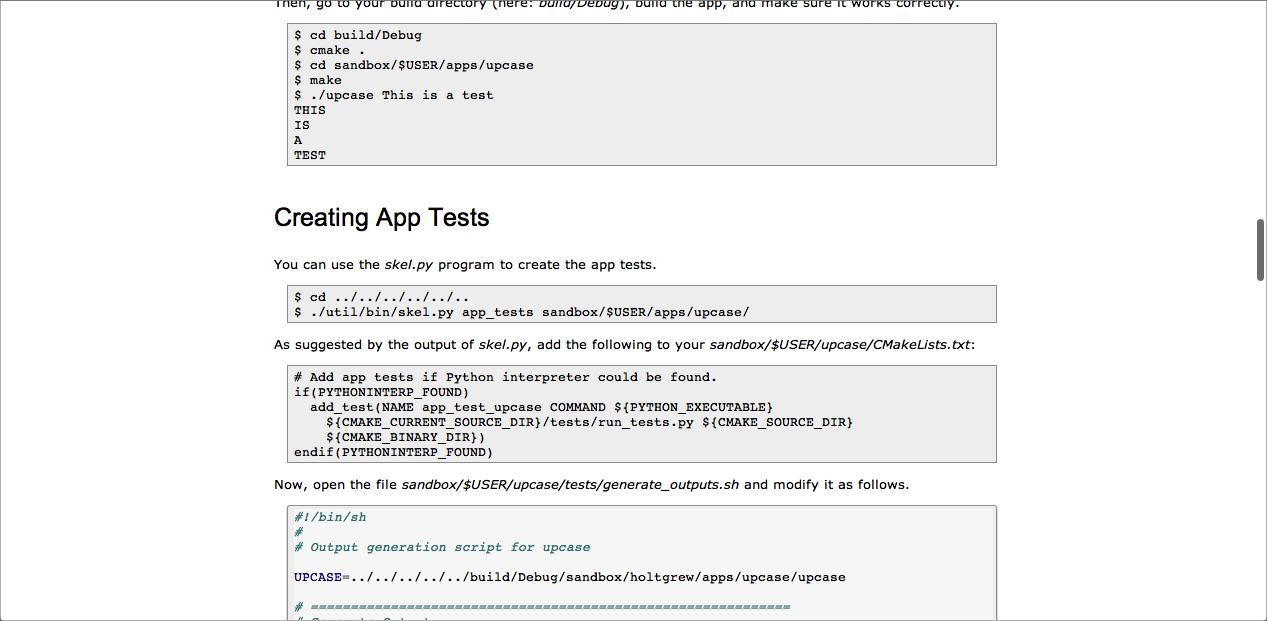 Then, go to your build directory (here: build/Debug), build the app, and make sure it works correctly.
$ cd build/Debug
$ cmake .
$ cd sandbox/$USER/apps/upcase
$ make
$ ./upcase This is a test
THIS
IS
A
TEST
Creating App Tests
You can use the skel.py program to create the app tests.
$ cd ../../../../../..
$ ./util/bin/skel.py app_tests sandbox/$USER/apps/upcase/
As suggested by the output of skel.py, add the following to your sandbox/$USER/upcase/CMakeLists.txt:
# Add app tests if Python interpreter could be found.
if(PYTHONINTERP_FOUND)
  add_test(NAME app_test_upcase COMMAND ${PYTHON_EXECUTABLE}
    ${CMAKE_CURRENT_SOURCE_DIR}/tests/run_tests.py ${CMAKE_SOURCE_DIR}
    ${CMAKE_BINARY_DIR})
endif(PYTHONINTERP_FOUND)
Now, open the file sandbox/$USER/upcase/tests/generate_outputs.sh and modify it as follows.
#!/bin/sh
#
# Output generation script for upcase
UPCASE=../../../../../build/Debug/sandbox/holtgrew/apps/upcase/upcase
# ============================================================